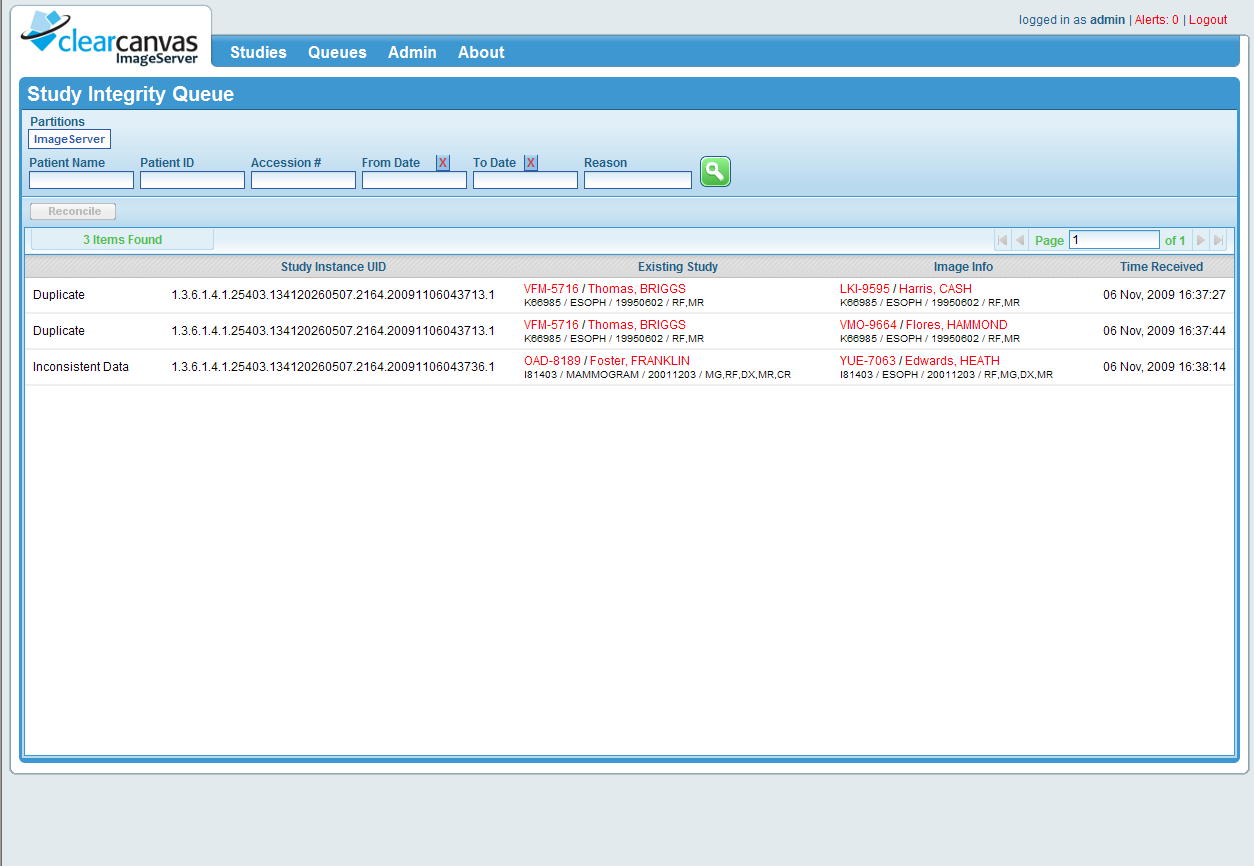 logged in as admin | Alerts: 0 | Logout
clearcanvas
ImageServer
Studies Queues Admin About
Study Integrity Queue
Partitions
ImageServer
Patient Name Patient ID Accession # From Date X To Date X Reason
Reconcile
3 Items Found Page 1 of 1
Study Instance UID Existing Study Image Info Time Received
Duplicate 1.3.6.1.4.1.25403.134120260507.2164.20091106043713.1 VFM-5716 / Thomas, BRIGGS LKI-9595 / Harris, CASH 06 Nov, 2009 16:37:27
K66985 / ESOPH / 19950602 / RF,MR K66985 / ESOPH / 19950602 / RF,MR
Duplicate 1.3.6.1.4.1.25403.134120260507.2164.20091106043713.1 VFM-5716 / Thomas, BRIGGS VMO-9664 / Flores, HAMMOND 06 Nov, 2009 16:37:44
K66985 / ESOPH / 19950602 / RF,MR K66985 / ESOPH / 19950602 / RF,MR
Inconsistent Data 1.3.6.1.4.1.25403.134120260507.2164.20091106043736.1 OAD-8189 / Foster, FRANKLIN YUE-7063 / Edwards, HEATH 06 Nov, 2009 16:38:14
I81403 / MAMMOGRAM / 20011203 / MG,RF,DX,MR,CR I81403 / ESOPH / 20011203 / RF,MG,DX,MR